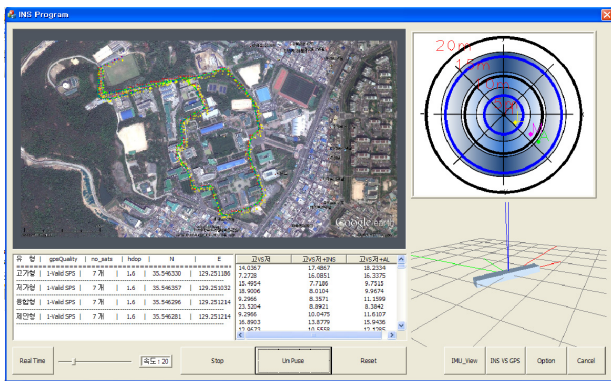 INS Program
20m
Google earth
유 형 | gpsQuality | no_sats | hdop | N | E
고가형 | 1-Valid SPS | 7 개 | 1.6 | 35.546330 | 129.251186
저가형 | 1-Valid SPS | 7 개 | 1.6 | 35.546357 | 129.251032
융합형 | 1-Valid SPS | 7 개 | 1.6 | 35.546296 | 129.251214
제안형 | 1-Valid SPS | 7 개 | 1.6 | 35.546281 | 129.251214
고VS저 고VS저+INS 고VS저+AL
14.0367 17.4867 18.2334
7.2728 16.0851 16.3375
15.4954 7.7186 9.7515
18.9006 8.0104 9.9674
9.2966 8.3571 11.1599
23.5204 8.8921 8.3842
9.2966 10.0475 11.6107
16.8903 13.8779 15.9436
Real Time
속도 : 20
Stop
Un Puse
Reset
IMU_View
INS VS GPS
Option
Cancel